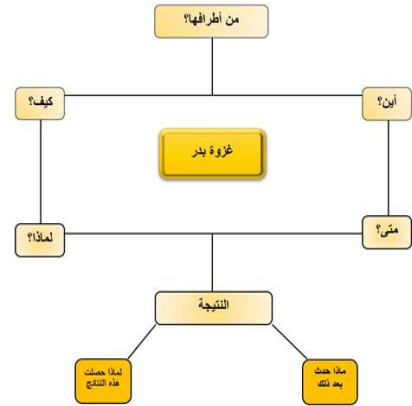 من أطرافها؟
أين؟
كيف؟
غزوة بدر
متى؟
لماذا؟
النتيجة
ماذا حدث
بعد ذلك
لماذا حصلت
هذه النتائج